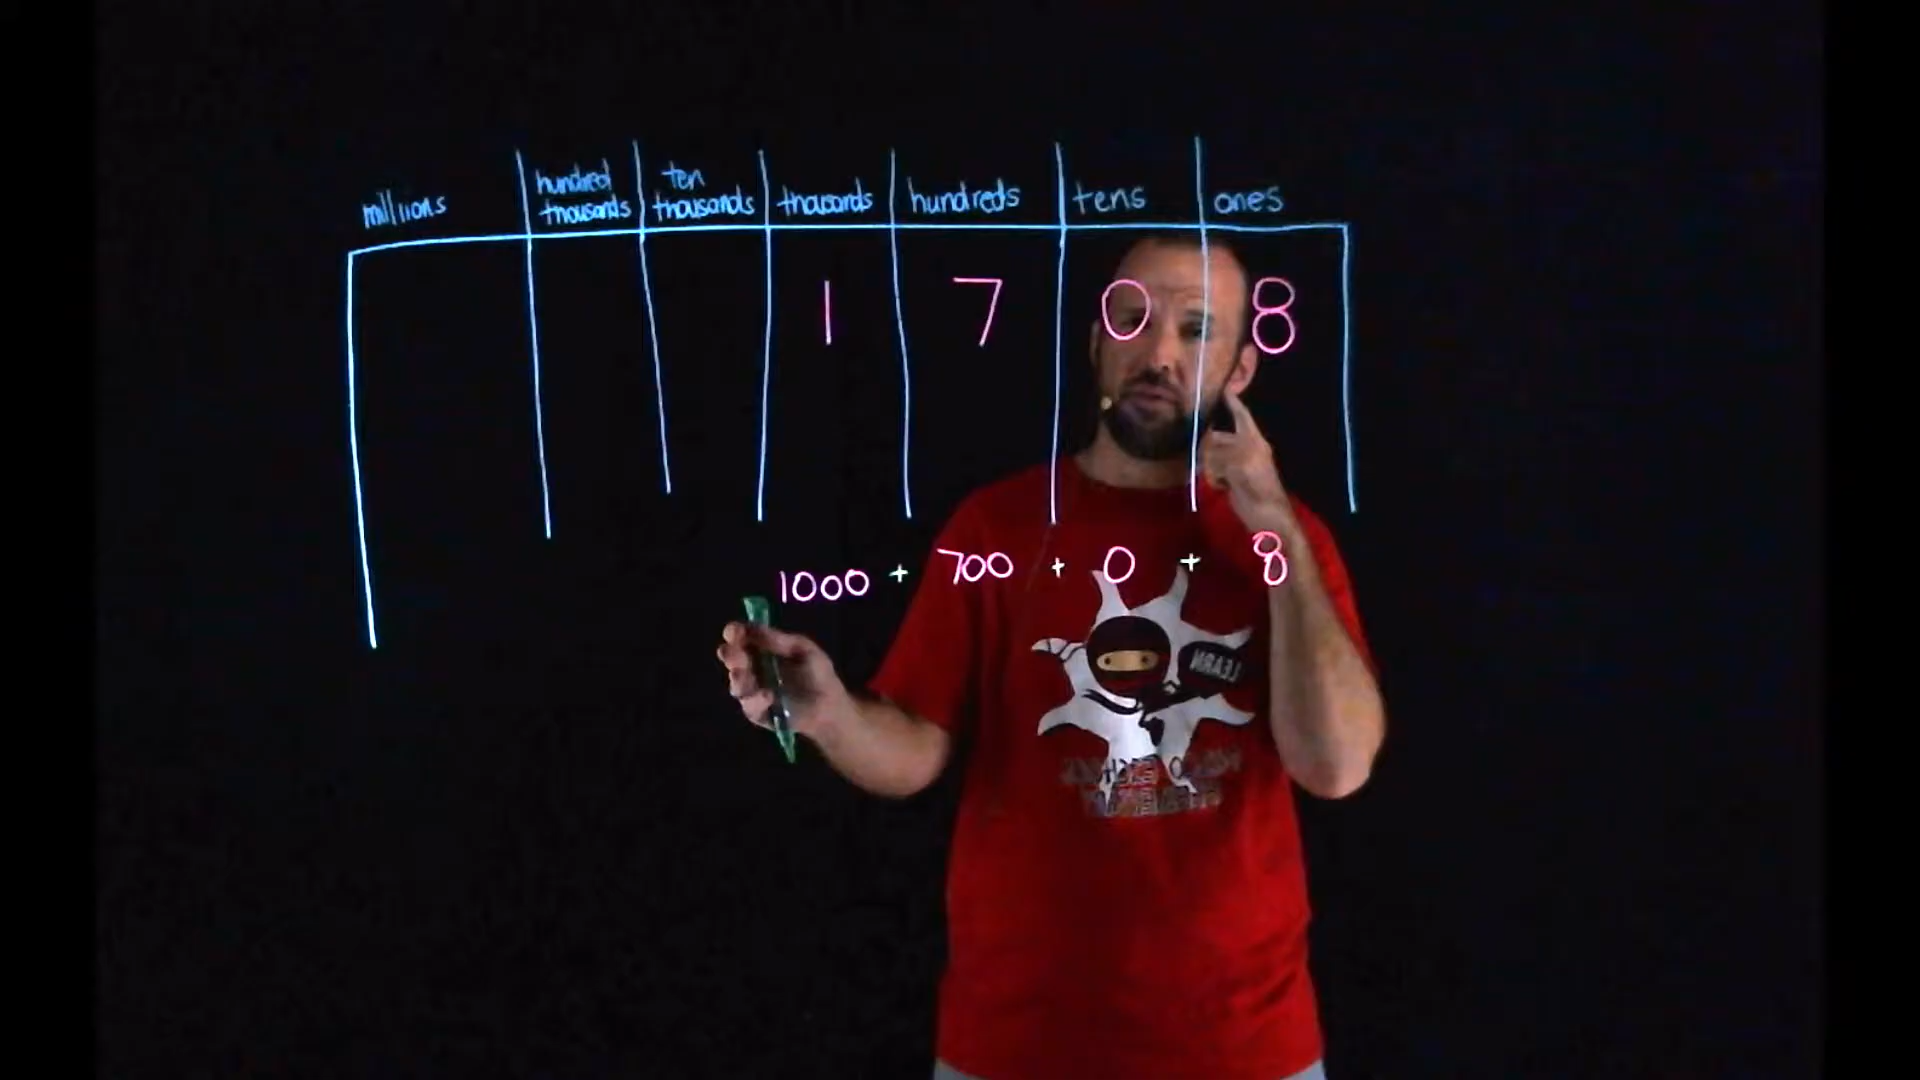 millions hundred thousands ten thousands thousands hundreds tens ones
1 7 0 8
1000 + 700 + 0 + 8
LEARN